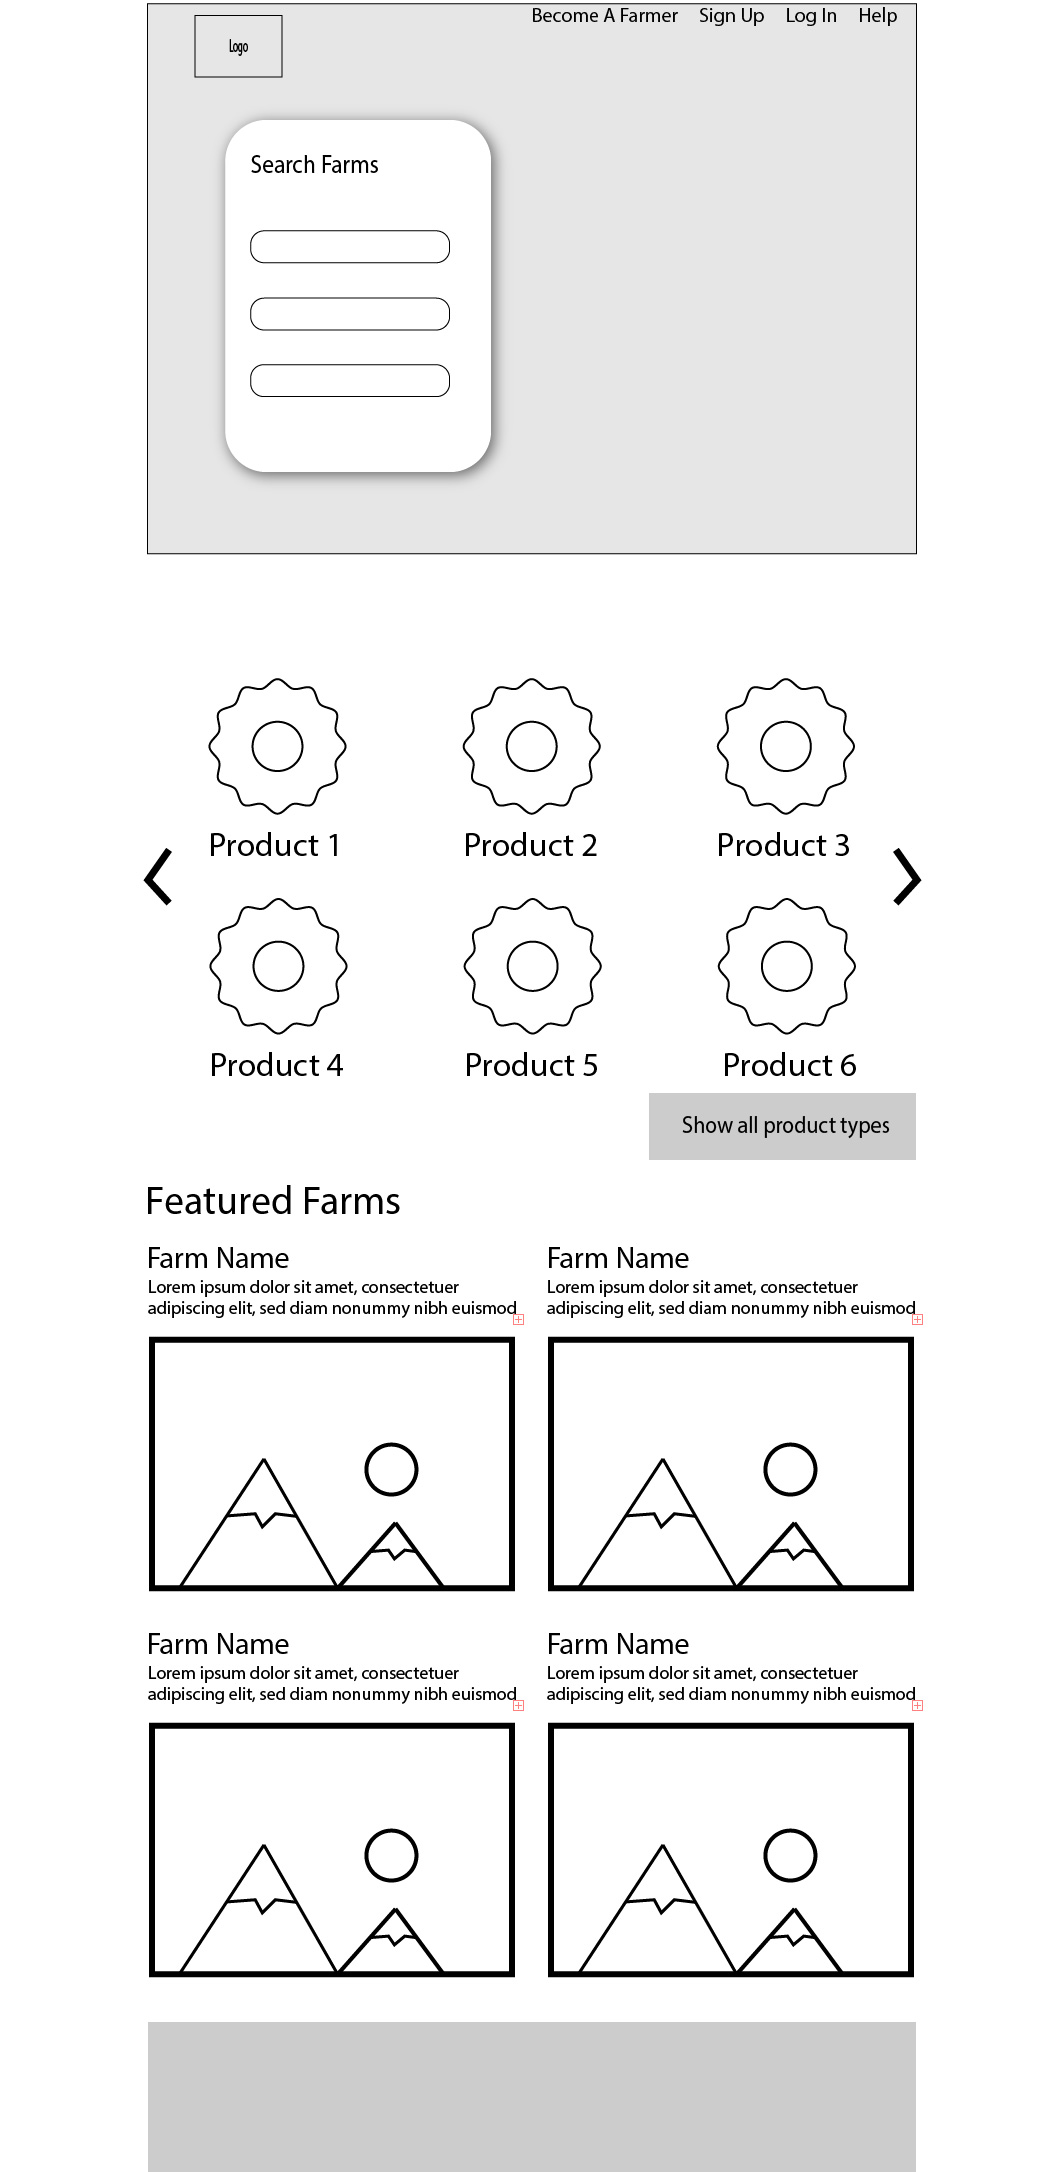 Logo
Become A Farmer Sign Up Log In Help
Search Farms
Product 1 Product 2 Product 3
Product 4 Product 5 Product 6
Show all product types
Featured Farms
Farm Name
Lorem ipsum dolor sit amet, consectetuer
adipiscing elit, sed diam nonummy nibh euismod
Farm Name
Lorem ipsum dolor sit amet, consectetuer
adipiscing elit, sed diam nonummy nibh euismod
Farm Name
Lorem ipsum dolor sit amet, consectetuer
adipiscing elit, sed diam nonummy nibh euismod
Farm Name
Lorem ipsum dolor sit amet, consectetuer
adipiscing elit, sed diam nonummy nibh euismod